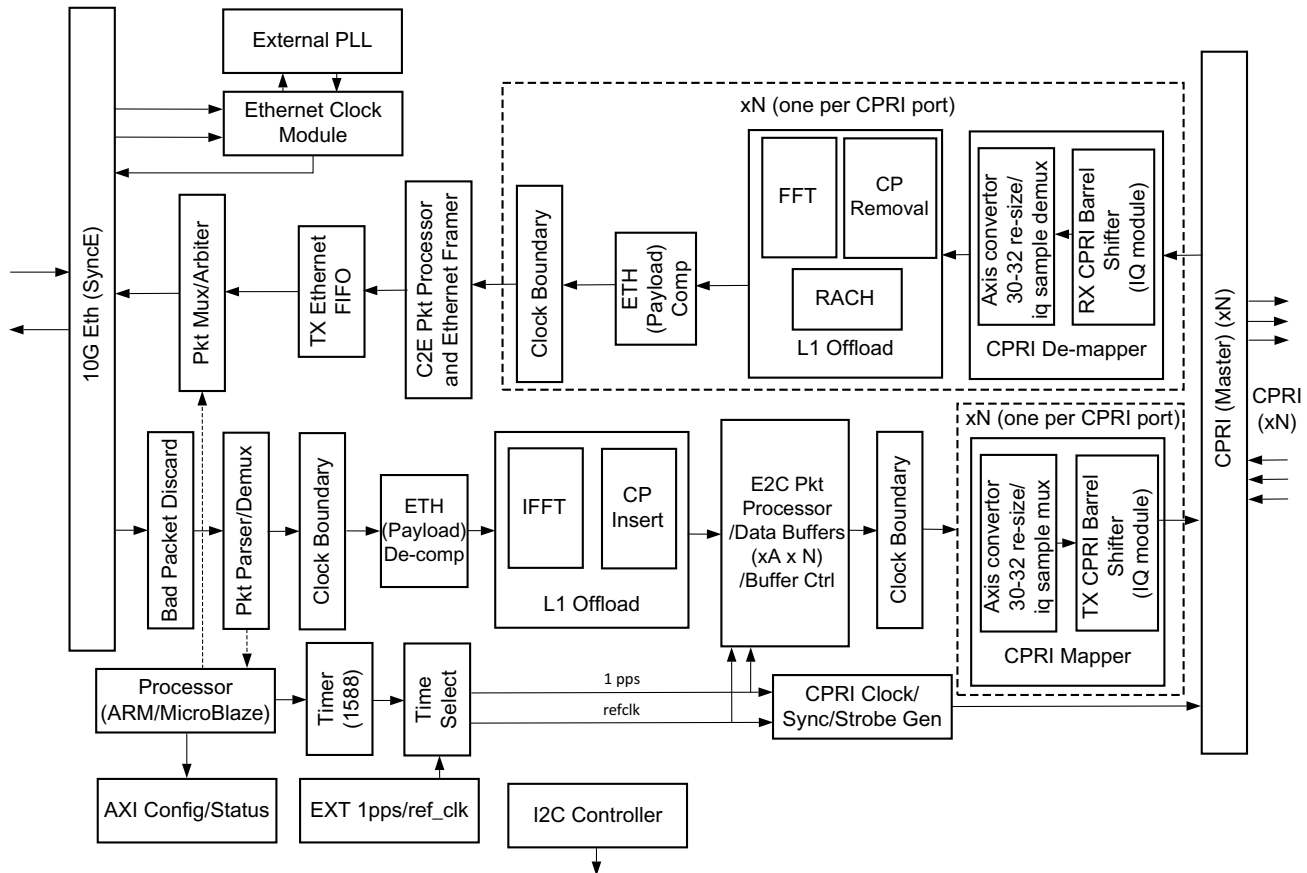 External PLL
Ethernet Clock
Module
10G Eth (SyncE)
xN (one per CPRI port)
Pkt Mux/Arbiter
TX Ethernet
FIFO
C2E Pkt Processor
and Ethernet Framer
Clock Boundary
ETH
(Payload)
Comp
FFT
CP
Removal
RACH
L1 Offload
Axis convertor
30-32 re-size/
iq sample demux
RX CPRI Barrel
Shifter
(IQ module)
CPRI De-mapper
CPRI (Master) (xN)
CPRI
(xN)
Bad Packet Discard
Pkt Parser/Demux
Clock Boundary
ETH
(Payload)
De-comp
IFFT
CP
Insert
L1 Offload
E2C Pkt
Processor
/Data Buffers
(xA x N)
/Buffer Ctrl
Clock Boundary
xN (one per CPRI port)
Axis convertor
30-32 re-size/
iq sample mux
TX CPRI Barrel
Shifter
(IQ module)
CPRI Mapper
Processor
(ARM/MicroBlaze)
Timer
(1588)
Time
Select
1 pps
refclk
CPRI Clock/
Sync/Strobe Gen
AXI Config/Status
EXT 1pps/ref_clk
I2C Controller